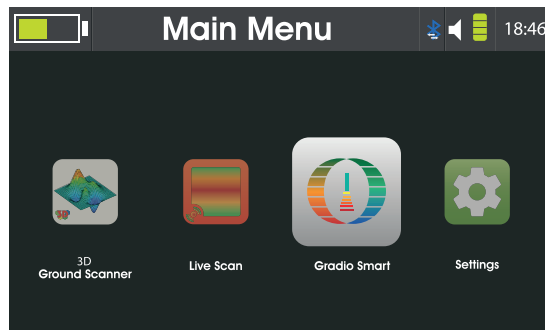 Main Menu
18:46
3D
Ground Scanner
Live Scan
Gradio Smart
Settings